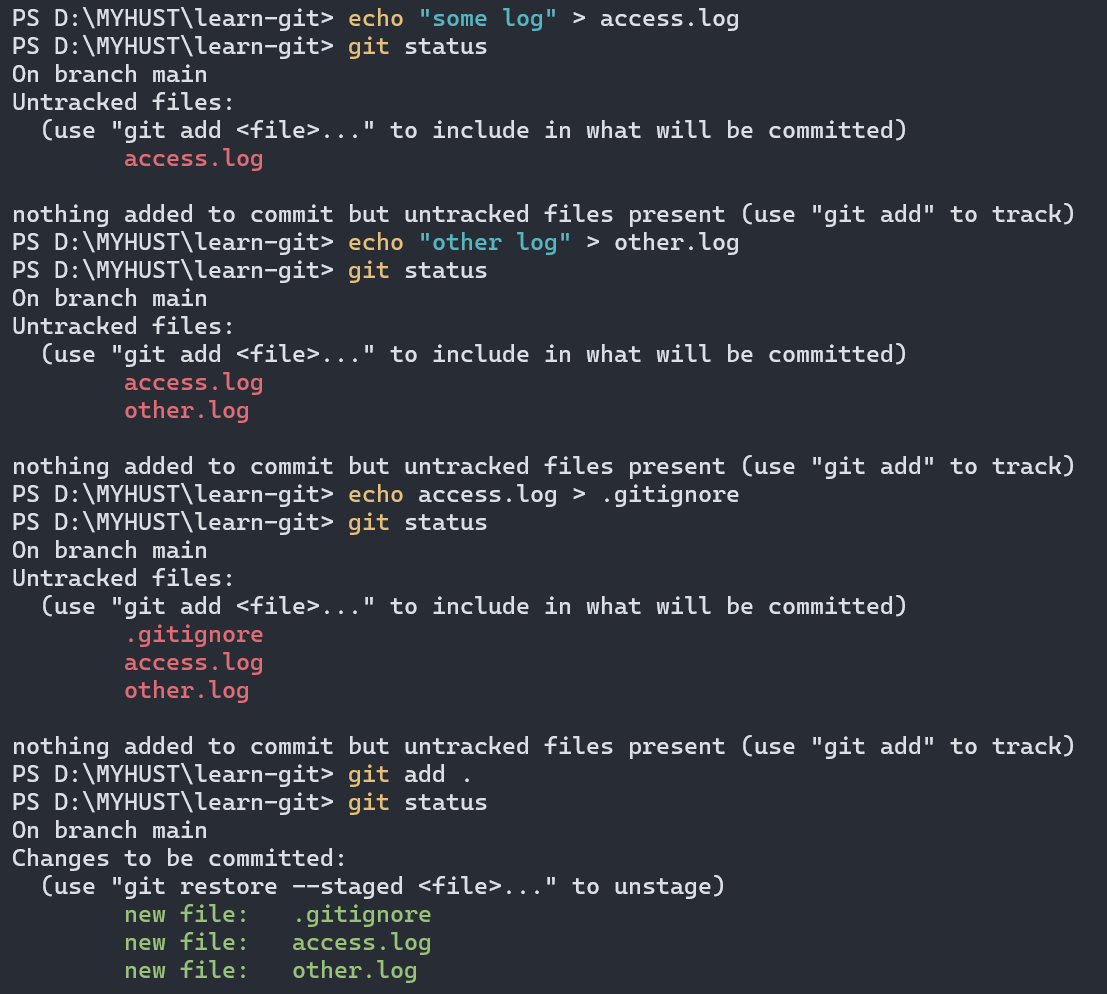 PS D:\MYHUST\learn-git> echo "some log" > access.log
PS D:\MYHUST\learn-git> git status
On branch main
Untracked files:
  (use "git add <file>..." to include in what will be committed)
        access.log

nothing added to commit but untracked files present (use "git add" to track)
PS D:\MYHUST\learn-git> echo "other log" > other.log
PS D:\MYHUST\learn-git> git status
On branch main
Untracked files:
  (use "git add <file>..." to include in what will be committed)
        access.log
        other.log

nothing added to commit but untracked files present (use "git add" to track)
PS D:\MYHUST\learn-git> echo access.log > .gitignore
PS D:\MYHUST\learn-git> git status
On branch main
Untracked files:
  (use "git add <file>..." to include in what will be committed)
        .gitignore
        access.log
        other.log

nothing added to commit but untracked files present (use "git add" to track)
PS D:\MYHUST\learn-git> git add .
PS D:\MYHUST\learn-git> git status
On branch main
Changes to be committed:
  (use "git restore --staged <file>..." to unstage)
        new file:   .gitignore
        new file:   access.log
        new file:   other.log